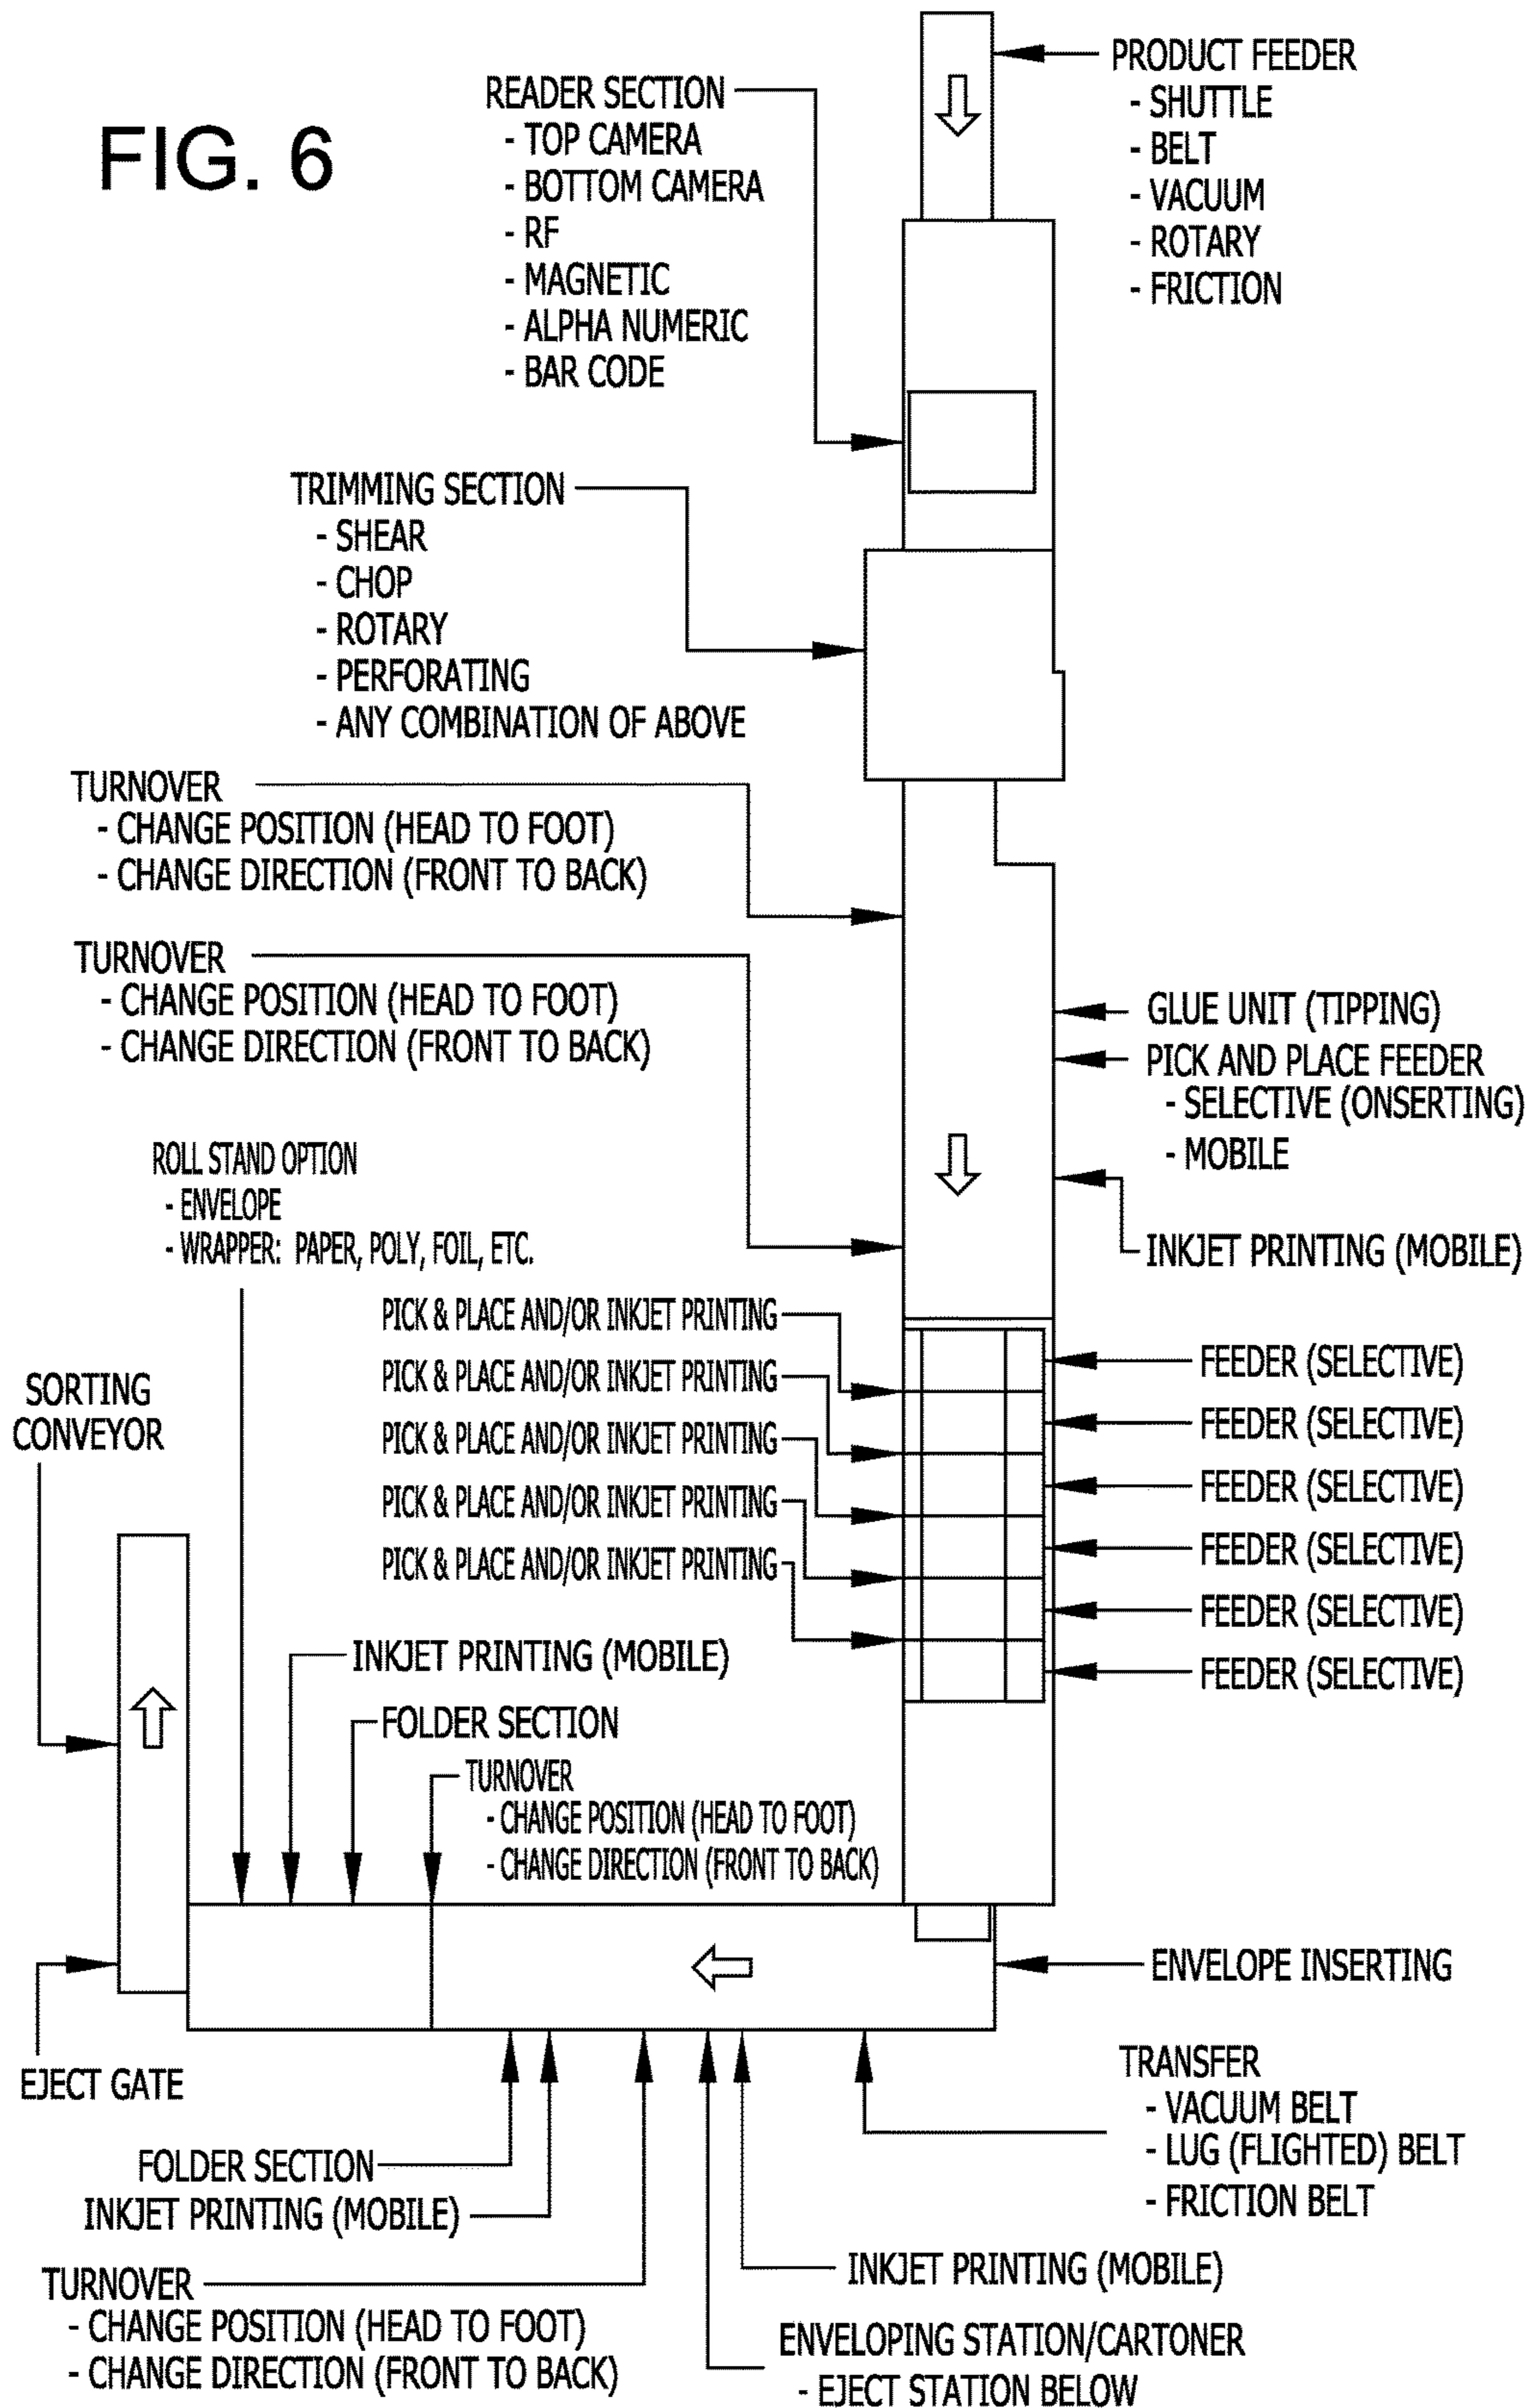 FIG. 6
PRODUCT FEEDER
- SHUTTLE
- BELT
- VACUUM
- ROTARY
- FRICTION
READER SECTION
- TOP CAMERA
- BOTTOM CAMERA
- RF
- MAGNETIC
- ALPHA NUMERIC
- BAR CODE
TRIMMING SECTION
- SHEAR
- CHOP
- ROTARY
- PERFORATING
- ANY COMBINATION OF ABOVE
TURNOVER
- CHANGE POSITION (HEAD TO FOOT)
- CHANGE DIRECTION (FRONT TO BACK)
TURNOVER
- CHANGE POSITION (HEAD TO FOOT)
- CHANGE DIRECTION (FRONT TO BACK)
GLUE UNIT (TIPPING)
PICK AND PLACE FEEDER
- SELECTIVE (ONSERTING)
- MOBILE
INKJET PRINTING (MOBILE)
ROLL STAND OPTION
- ENVELOPE
- WRAPPER: PAPER, POLY, FOIL, ETC.
PICK & PLACE AND/OR INKJET PRINTING
PICK & PLACE AND/OR INKJET PRINTING
PICK & PLACE AND/OR INKJET PRINTING
PICK & PLACE AND/OR INKJET PRINTING
PICK & PLACE AND/OR INKJET PRINTING
FEEDER (SELECTIVE)
FEEDER (SELECTIVE)
FEEDER (SELECTIVE)
FEEDER (SELECTIVE)
FEEDER (SELECTIVE)
FEEDER (SELECTIVE)
SORTING
CONVEYOR
INKJET PRINTING (MOBILE)
FOLDER SECTION
TURNOVER
- CHANGE POSITION (HEAD TO FOOT)
- CHANGE DIRECTION (FRONT TO BACK)
ENVELOPE INSERTING
EJECT GATE
TRANSFER
- VACUUM BELT
- LUG (FLIGHTED) BELT
- FRICTION BELT
FOLDER SECTION
INKJET PRINTING (MOBILE)
TURNOVER
- CHANGE POSITION (HEAD TO FOOT)
- CHANGE DIRECTION (FRONT TO BACK)
INKJET PRINTING (MOBILE)
ENVELOPING STATION/CARTONER
- EJECT STATION BELOW